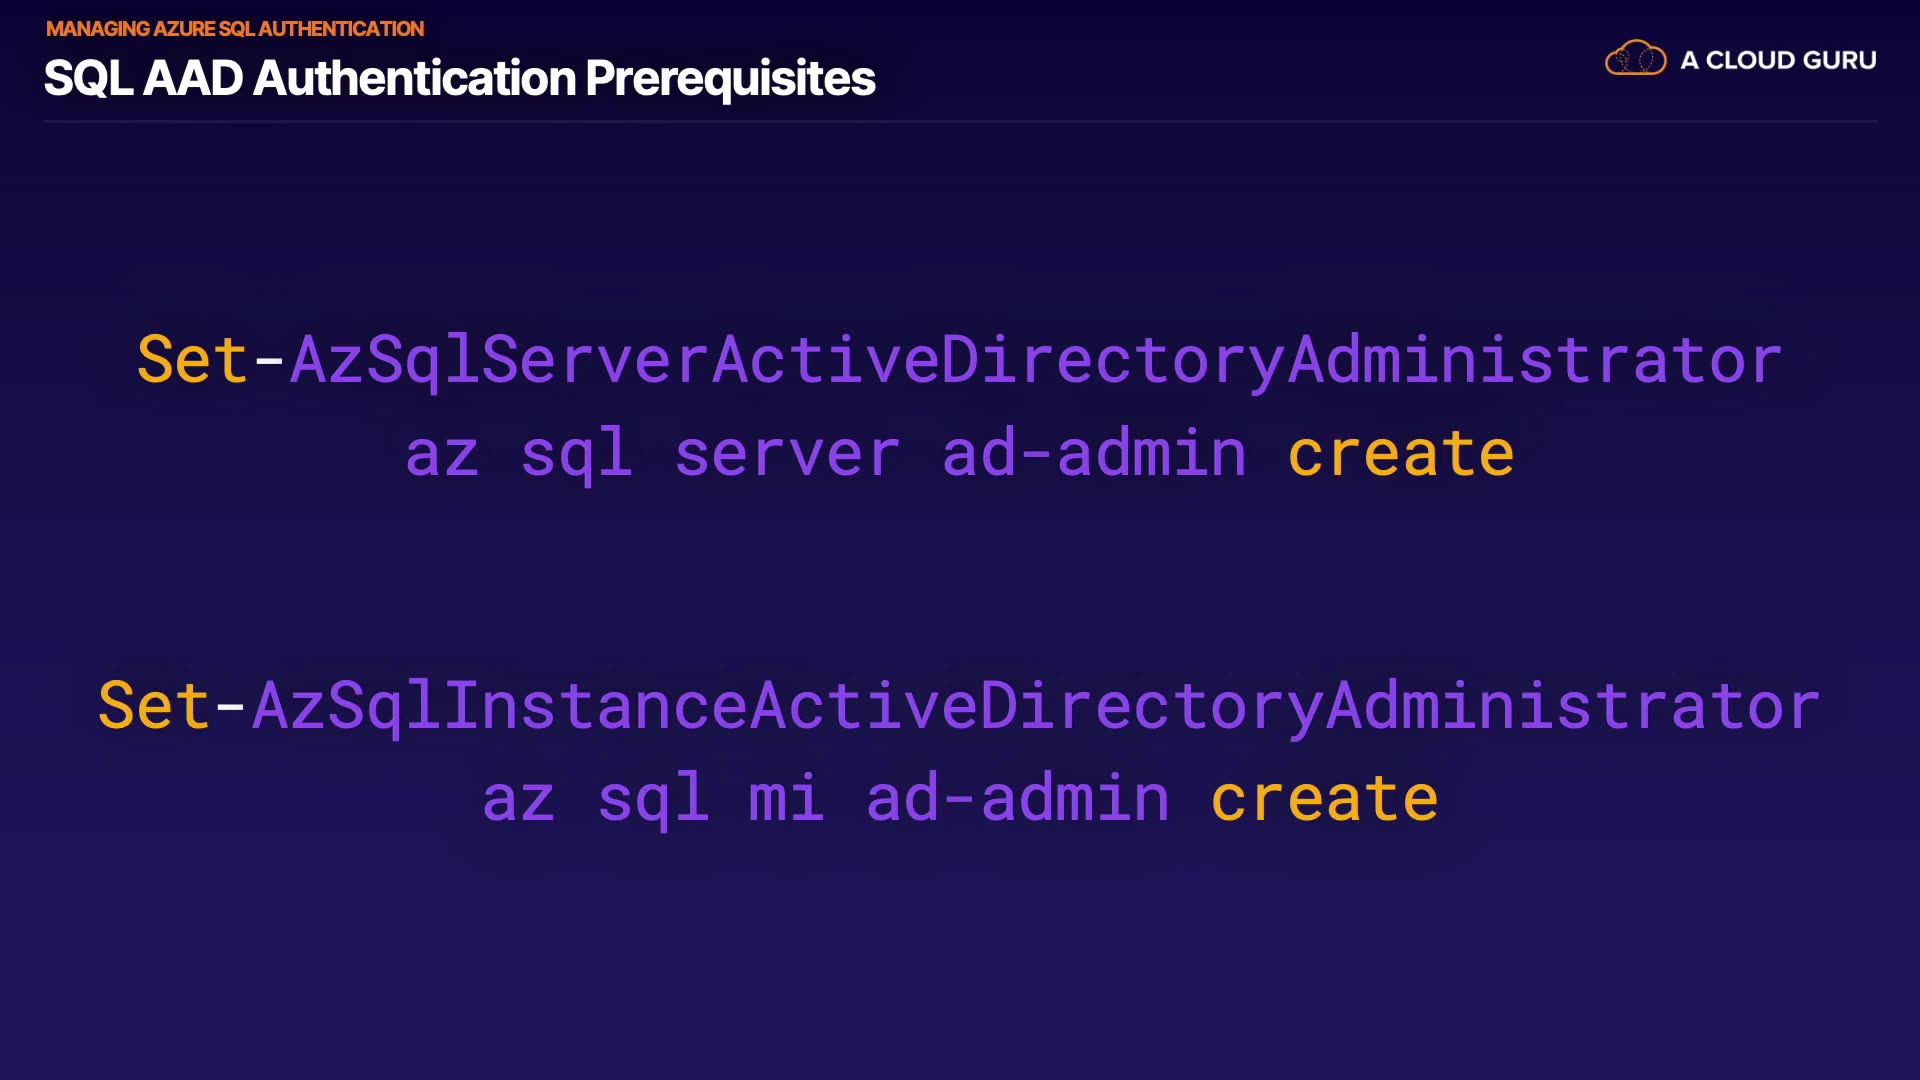 MANAGING AZURE SQL AUTHENTICATION
SQL AAD Authentication Prerequisites
A CLOUD GURU
Set-AzSqlServerActiveDirectoryAdministrator
az sql server ad-admin create
Set-AzSqlInstanceActiveDirectoryAdministrator
az sql mi ad-admin create